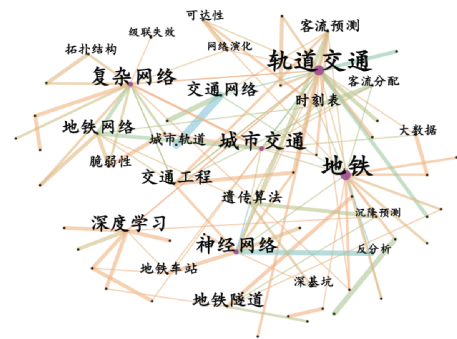 可达性
客流预测
级联失效
网络演化
拓扑结构
轨道交通
复杂网络
客流分配
交通网络
时刻表
地铁网络
大数据
城市轨道
城市交通
脆弱性
地铁
交通工程
遗传算法
沉降预测
深度学习
神经网络
反分析
地铁车站
深基坑
地铁隧道